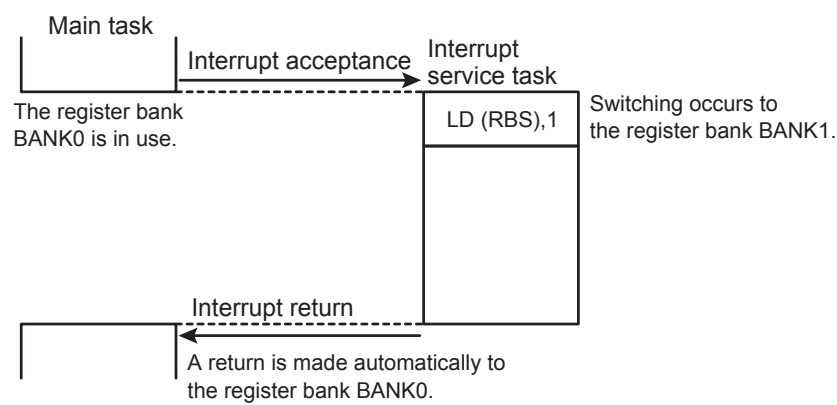 Main task
Interrupt acceptance
Interrupt
service task
The register bank
BANK0 is in use.
LD (RBS),1
Switching occurs to
the register bank BANK1.
Interrupt return
A return is made automatically to
the register bank BANK0.